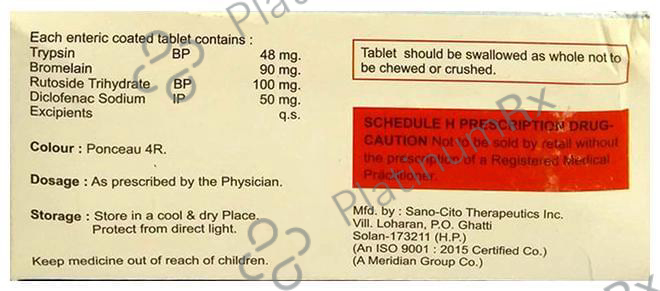 Each enteric coated tablet contains :
Trypsin BP 48 mg.
Bromelain 90 mg.
Rutoside Trihydrate BP 100 mg.
Diclofenac Sodium IP 50 mg.
Excipients q.s.
Colour : Ponceau 4R.
Dosage : As prescribed by the Physician.
Storage : Store in a cool & dry Place.
Protect from direct light.
Keep medicine out of reach of children.
Tablet should be swallowed as whole not to
be chewed or crushed.
SCHEDULE H PRESCRIPTION DRUG-
CAUTION Not to be sold by retail without
the prescription of a Registered Medical
Practitioner.
Mfd. by : Sano-Cito Therapeutics Inc.
Vill. Loharan, P.O. Ghatti
Solan-173211 (H.P.)
(An ISO 9001 : 2015 Certified Co.)
(A Meridian Group Co.)
PlatinumRx